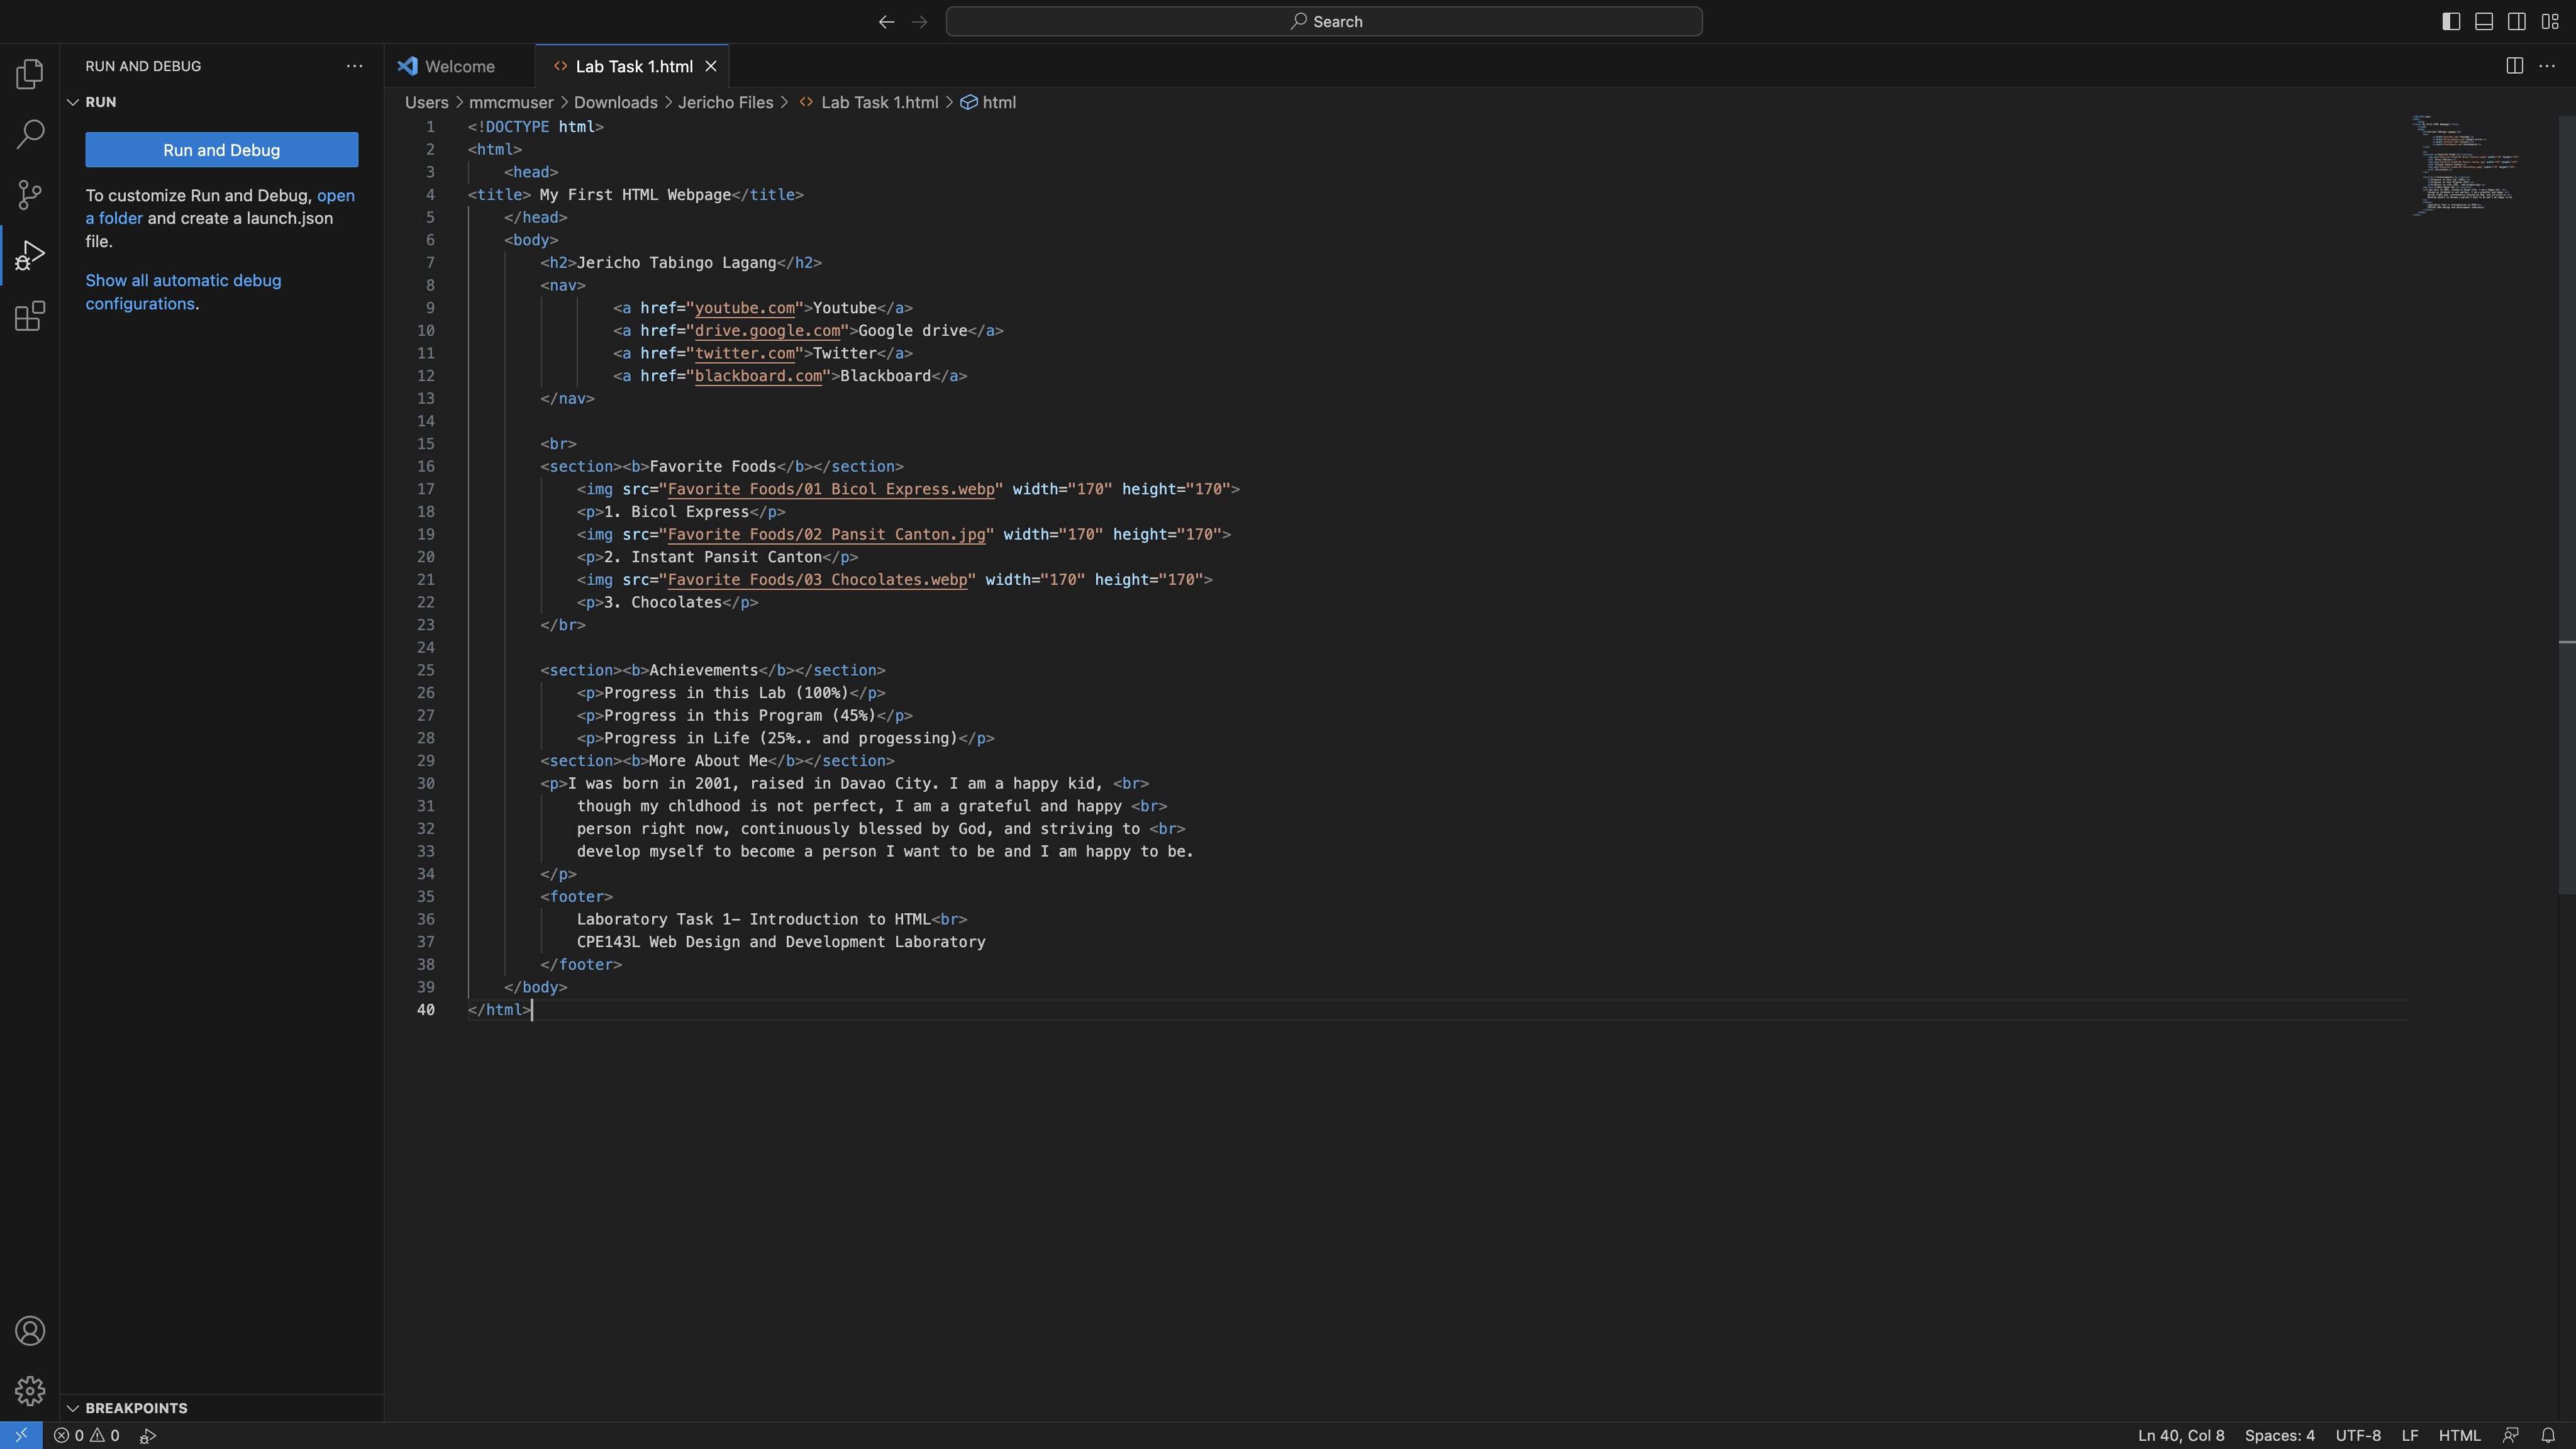 Search
RUN AND DEBUG
RUN
Run and Debug
To customize Run and Debug, open
a folder and create a launch.json
file.
Show all automatic debug
configurations.
Welcome
Lab Task 1.html
Users > mmcmuser > Downloads > Jericho Files > Lab Task 1.html > html
1 <!DOCTYPE html>
2 <html>
3 <head>
4 <title> My First HTML Webpage</title>
5 </head>
6 <body>
7 <h2>Jericho Tabingo Lagang</h2>
8 <nav>
9 <a href="youtube.com">Youtube</a>
10 <a href="drive.google.com">Google drive</a>
11 <a href="twitter.com">Twitter</a>
12 <a href="blackboard.com">Blackboard</a>
13 </nav>
14
15 <br>
16 <section><b>Favorite Foods</b></section>
17 <img src="Favorite Foods/01 Bicol Express.webp" width="170" height="170">
18 <p>1. Bicol Express</p>
19 <img src="Favorite Foods/02 Pansit Canton.jpg" width="170" height="170">
20 <p>2. Instant Pansit Canton</p>
21 <img src="Favorite Foods/03 Chocolates.webp" width="170" height="170">
22 <p>3. Chocolates</p>
23 </br>
24
25 <section><b>Achievements</b></section>
26 <p>Progress in this Lab (100%)</p>
27 <p>Progress in this Program (45%)</p>
28 <p>Progress in Life (25%.. and progessing)</p>
29 <section><b>More About Me</b></section>
30 <p>I was born in 2001, raised in Davao City. I am a happy kid, <br>
31 though my chldhood is not perfect, I am a grateful and happy <br>
32 person right now, continuously blessed by God, and striving to <br>
33 develop myself to become a person I want to be and I am happy to be.
34 </p>
35 <footer>
36 Laboratory Task 1– Introduction to HTML<br>
37 CPE143L Web Design and Development Laboratory
38 </footer>
39 </body>
40 </html>
BREAKPOINTS
0 0
Ln 40, Col 8 Spaces: 4 UTF-8 LF HTML